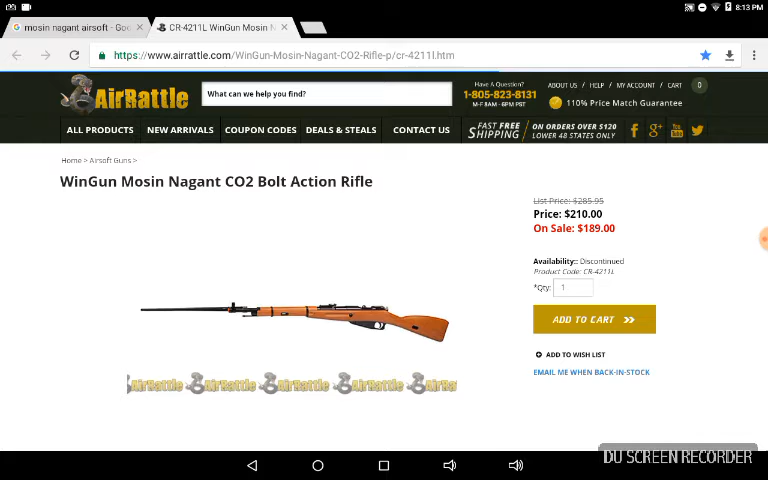 8:13 PM
mosin nagant airsoft - Goo
CR-4211L WinGun Mosin N
https://www.airrattle.com/WinGun-Mosin-Nagant-CO2-Rifle-p/cr-4211l.htm
AirRattle
What can we help you find?
Have A Question?
1-805-823-8131
M-F 8AM - 6PM PST
ABOUT US / HELP / MY ACCOUNT / CART 0
110% Price Match Guarantee
ALL PRODUCTS NEW ARRIVALS COUPON CODES DEALS & STEALS CONTACT US
FAST FREE SHIPPING ON ORDERS OVER $120 LOWER 48 STATES ONLY
Home > Airsoft Guns >
WinGun Mosin Nagant CO2 Bolt Action Rifle
List Price: $285.95
Price: $210.00
On Sale: $189.00
Availability:: Discontinued
Product Code: CR-4211L
*Qty: 1
ADD TO CART
ADD TO WISH LIST
EMAIL ME WHEN BACK-IN-STOCK
AirRattle AirRattle AirRattle AirRattle AirRa
DU SCREEN RECORDER